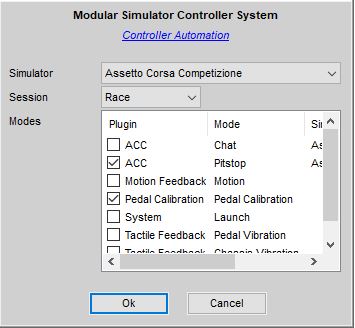 Modular Simulator Controller System
Controller Automation
Simulator Assetto Corsa Competizione
Session Race
Modes
Plugin Mode Si
ACC Chat As
ACC Pitstop As
Motion Feedback Motion
Pedal Calibration Pedal Calibration
System Launch
Tactile Feedback Pedal Vibration
Tactile Feedback Chassis Vibration
Ok Cancel